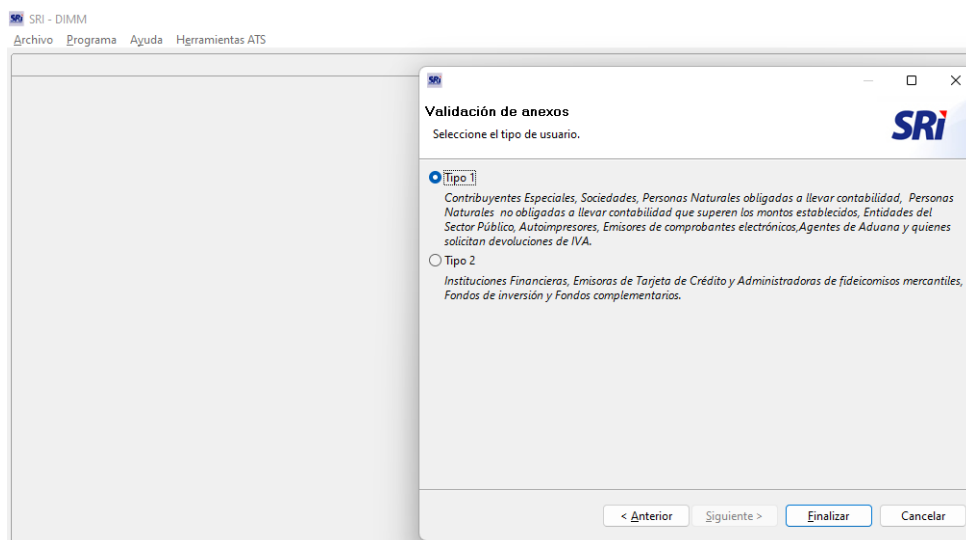 SRI SRI - DIMM
Archivo Programa Ayuda Herramientas ATS
SRI
Validación de anexos
Seleccione el tipo de usuario.
SRI
Tipo 1
Contribuyentes Especiales, Sociedades, Personas Naturales obligadas a llevar contabilidad, Personas
Naturales no obligadas a llevar contabilidad que superen los montos establecidos, Entidades del
Sector Público, Autoimpresores, Emisores de comprobantes electrónicos,Agentes de Aduana y quienes
solicitan devoluciones de IVA.
Tipo 2
Instituciones Financieras, Emisoras de Tarjeta de Crédito y Administradoras de fideicomisos mercantiles,
Fondos de inversión y Fondos complementarios.
< Anterior Siguiente > Finalizar Cancelar